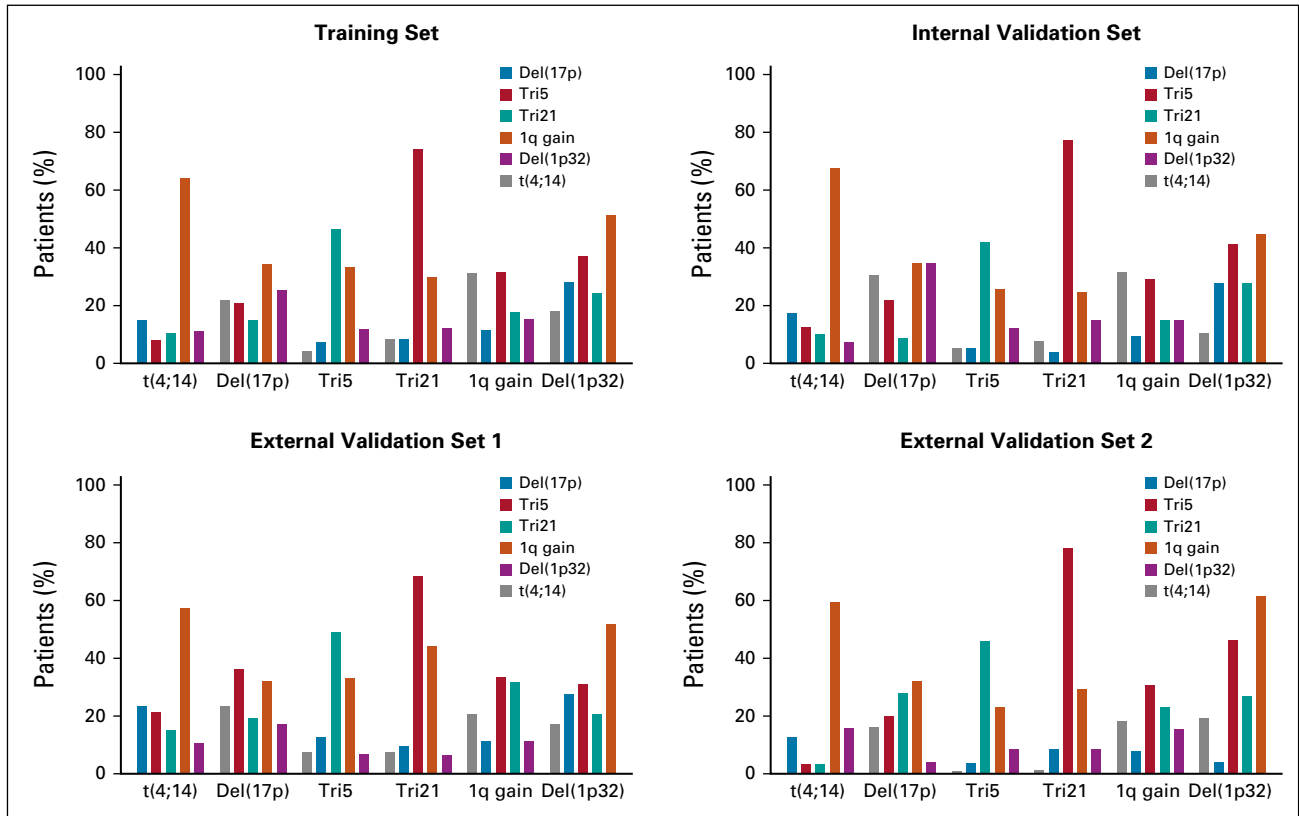 Training Set
100
80
60
40
20
0
Patients (%)
Del(17p)
Tri5
Tri21
1q gain
Del(1p32)
t(4;14)
t(4;14) Del(17p) Tri5 Tri21 1q gain Del(1p32)
Internal Validation Set
100
80
60
40
20
0
Patients (%)
Del(17p)
Tri5
Tri21
1q gain
Del(1p32)
t(4;14)
t(4;14) Del(17p) Tri5 Tri21 1q gain Del(1p32)
External Validation Set 1
100
80
60
40
20
0
Patients (%)
Del(17p)
Tri5
Tri21
1q gain
Del(1p32)
t(4;14)
t(4;14) Del(17p) Tri5 Tri21 1q gain Del(1p32)
External Validation Set 2
100
80
60
40
20
0
Patients (%)
Del(17p)
Tri5
Tri21
1q gain
Del(1p32)
t(4;14)
t(4;14) Del(17p) Tri5 Tri21 1q gain Del(1p32)